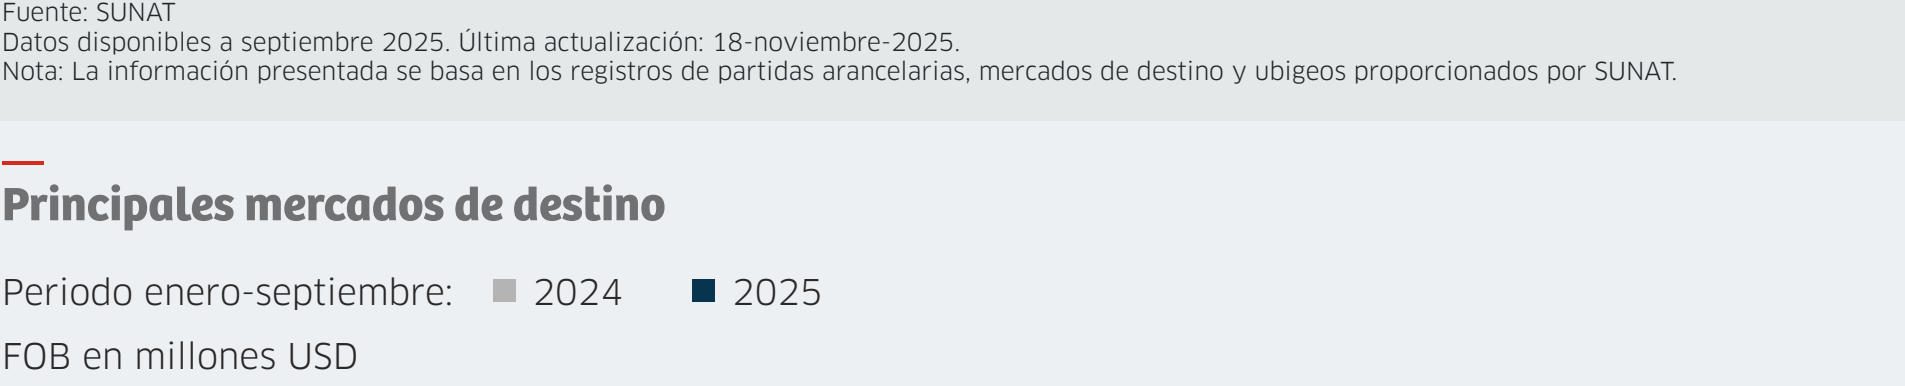 Fuente: SUNAT
Datos disponibles a septiembre 2025. Última actualización: 18-noviembre-2025.
Nota: La información presentada se basa en los registros de partidas arancelarias, mercados de destino y ubigeos proporcionados por SUNAT.
Principales mercados de destino
Periodo enero-septiembre: 2024 2025
FOB en millones USD